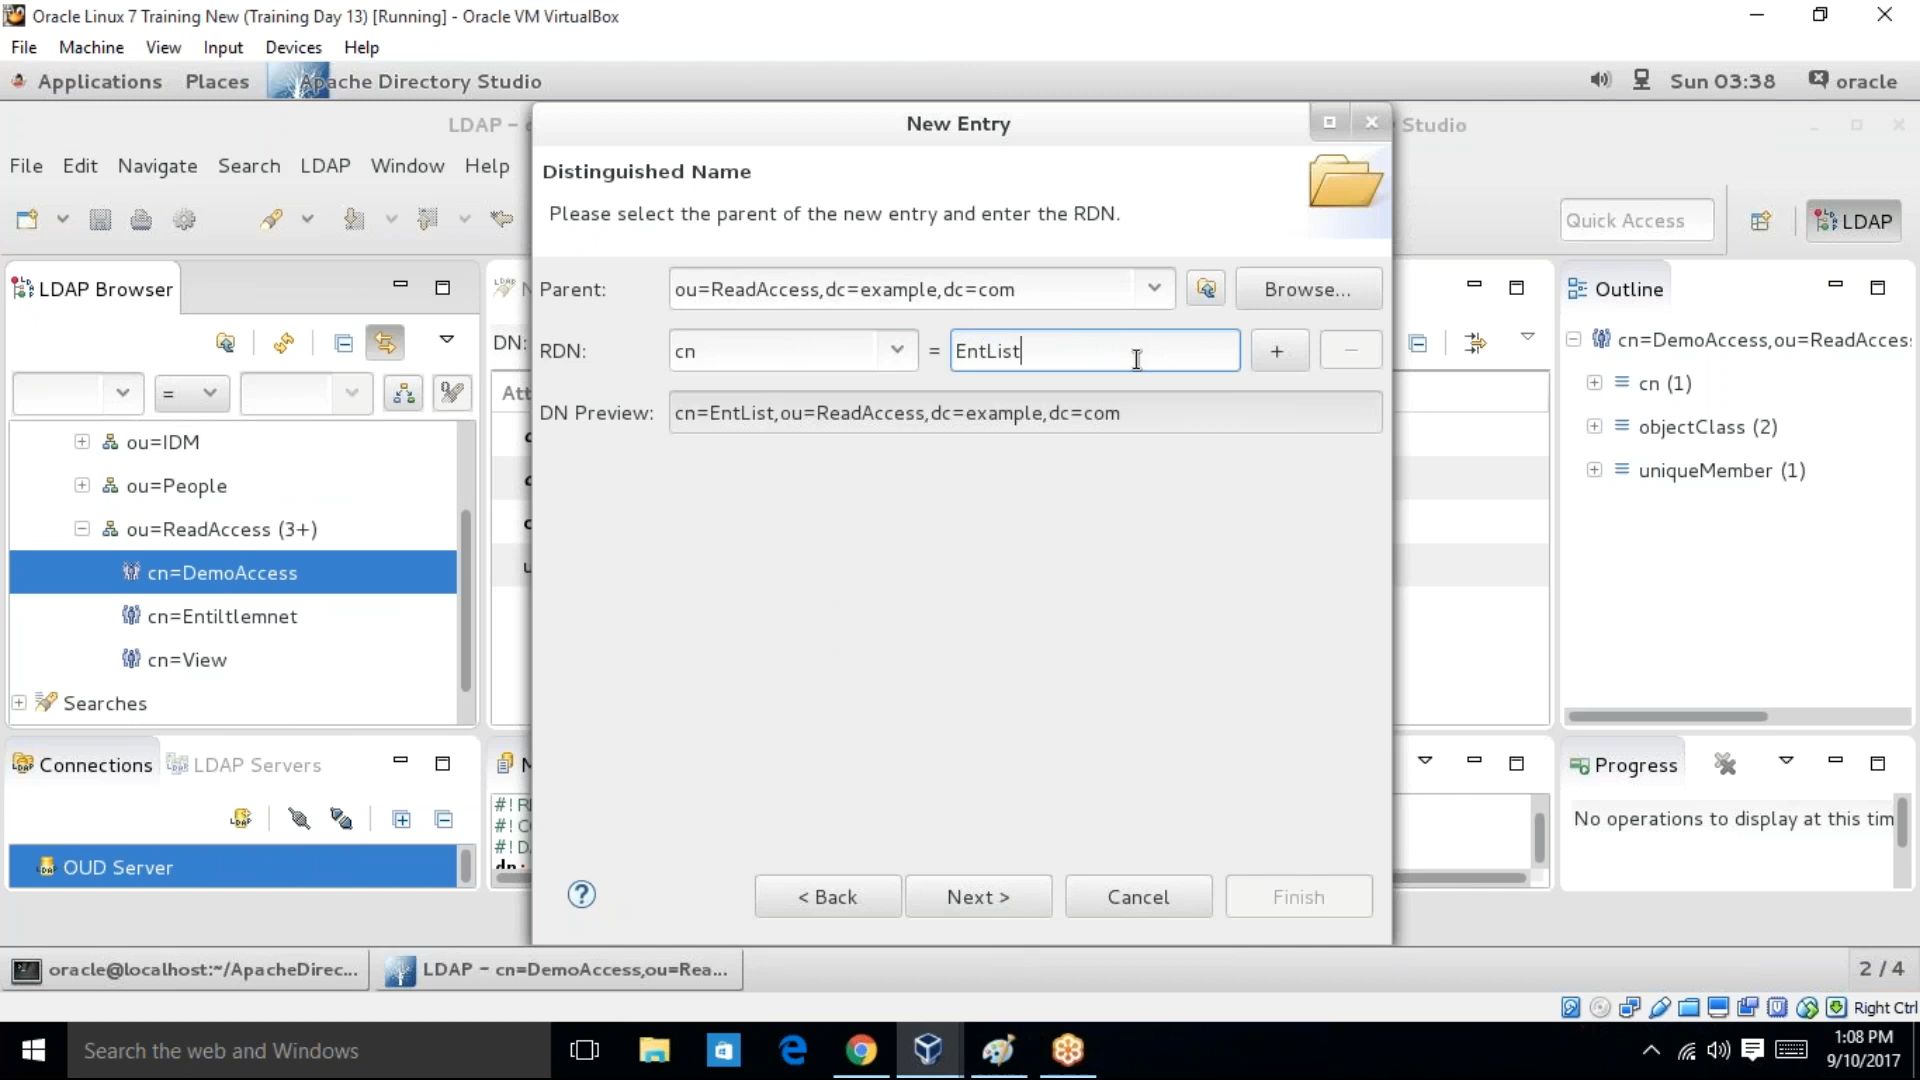 Oracle Linux 7 Training New (Training Day 13) [Running] - Oracle VM VirtualBox
File Machine View Input Devices Help
Applications Places Apache Directory Studio Sun 03:38 oracle
LDAP - New Entry Studio
File Edit Navigate Search LDAP Window Help
Distinguished Name
Please select the parent of the new entry and enter the RDN.
Quick Access LDAP
LDAP Browser
Parent: ou=ReadAccess,dc=example,dc=com Browse...
Outline
DN:
RDN: cn = EntList + −
cn=DemoAccess,ou=ReadAccess
=
Att
cn (1)
DN Preview: cn=EntList,ou=ReadAccess,dc=example,dc=com
ou=IDM
objectClass (2)
ou=People
uniqueMember (1)
ou=ReadAccess (3+)
cn=DemoAccess
cn=Entiltlemnet
cn=View
Searches
Connections LDAP Servers
Progress
#!R
#!C
#!D
dn:
No operations to display at this tim
OUD Server
< Back Next > Cancel Finish
oracle@localhost:~/ApacheDirec... LDAP - cn=DemoAccess,ou=Rea... 2 / 4
Right Ctrl
Search the web and Windows
1:08 PM
9/10/2017